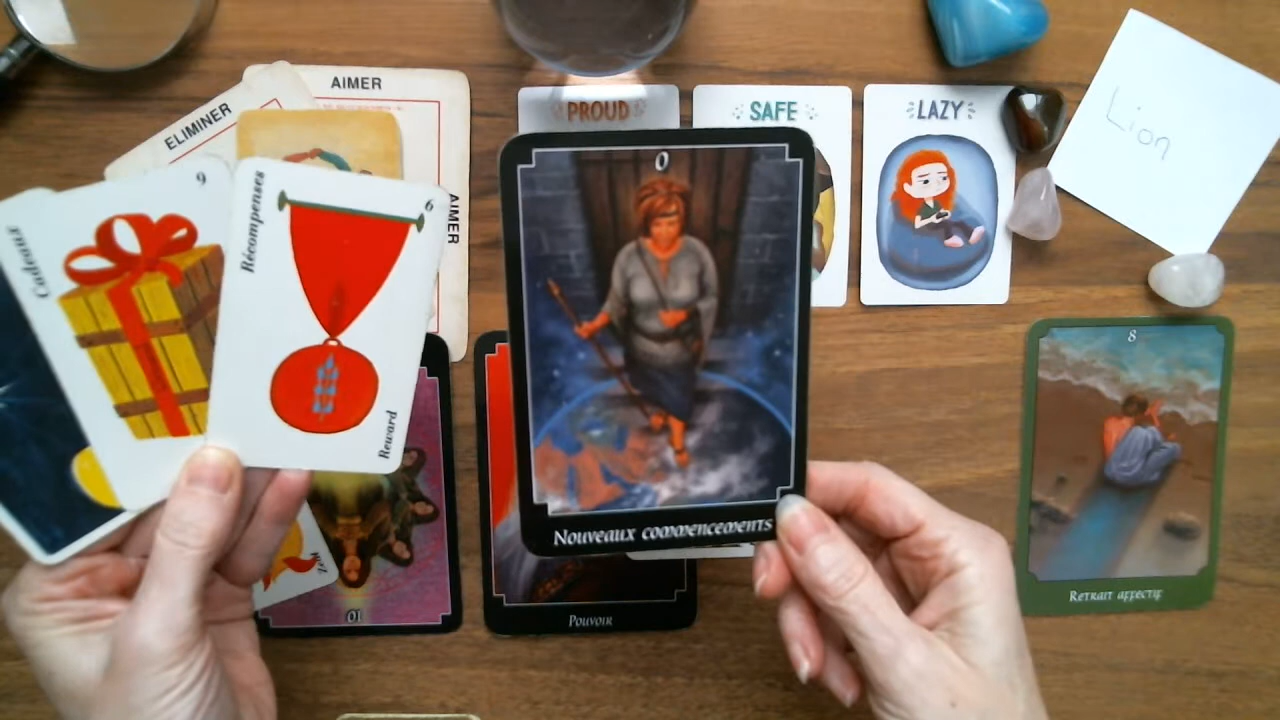 AIMER
ELIMINER
AIMER
PROUD
SAFE
LAZY
Lion
Cadeaux
9
Récompenses
6
Reward
0
Nouveaux commencements
10
Pouvoir
8
Retrait affectif